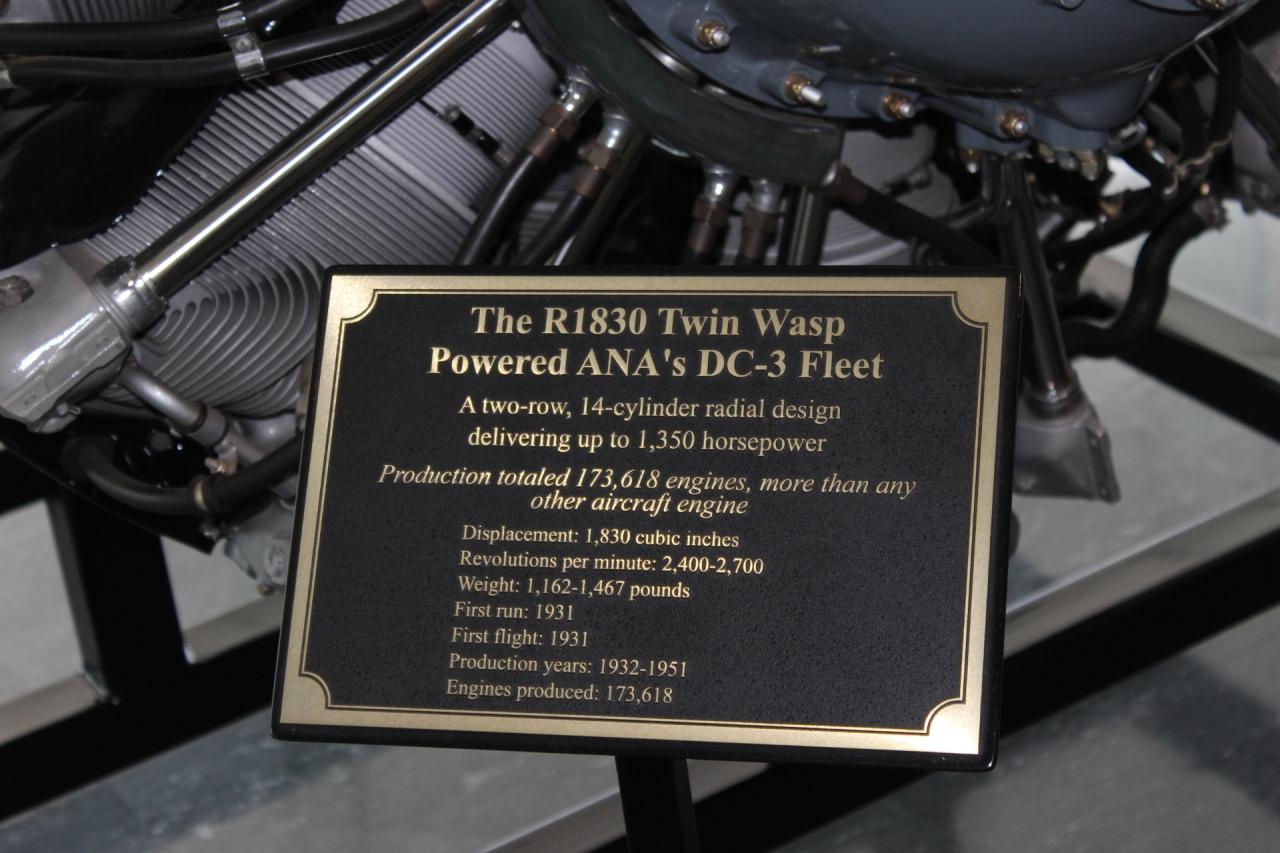 The R1830 Twin Wasp
Powered ANA's DC-3 Fleet
A two-row, 14-cylinder radial design
delivering up to 1,350 horsepower
Production totaled 173,618 engines, more than any
other aircraft engine
Displacement: 1,830 cubic inches
Revolutions per minute: 2,400-2,700
Weight: 1,162-1,467 pounds
First run: 1931
First flight: 1931
Production years: 1932-1951
Engines produced: 173,618